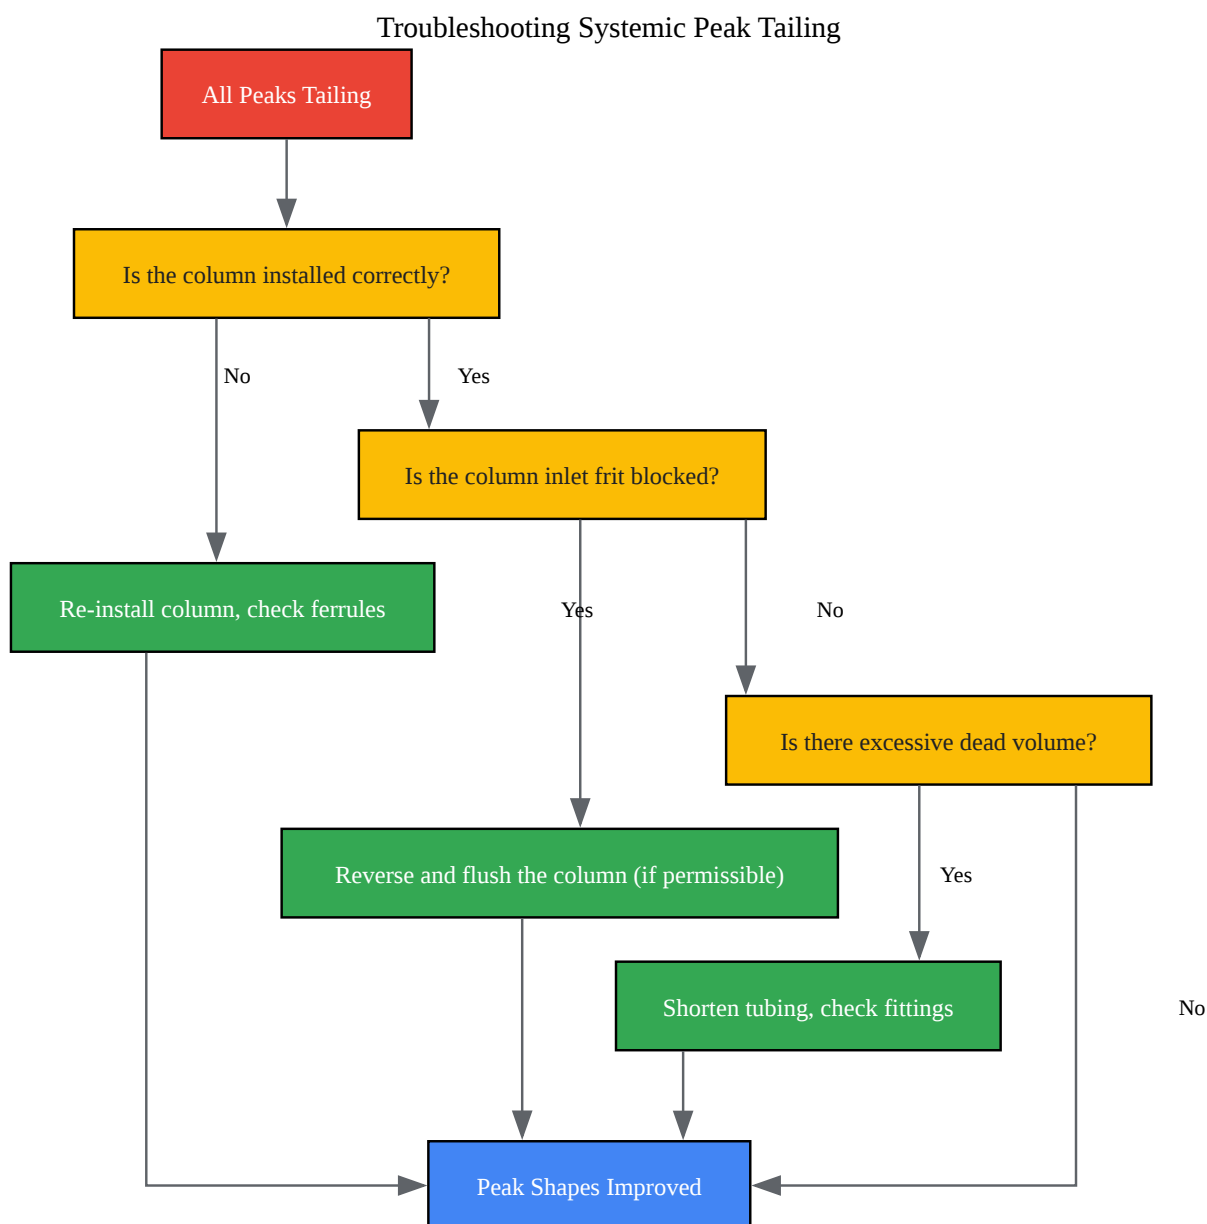 Troubleshooting Systemic Peak Tailing
All Peaks Tailing
Is the column installed correctly?
No
Yes
Is the column inlet frit blocked?
Re-install column, check ferrules
Yes
No
Is there excessive dead volume?
Reverse and flush the column (if permissible)
Yes
Shorten tubing, check fittings
No
Peak Shapes Improved